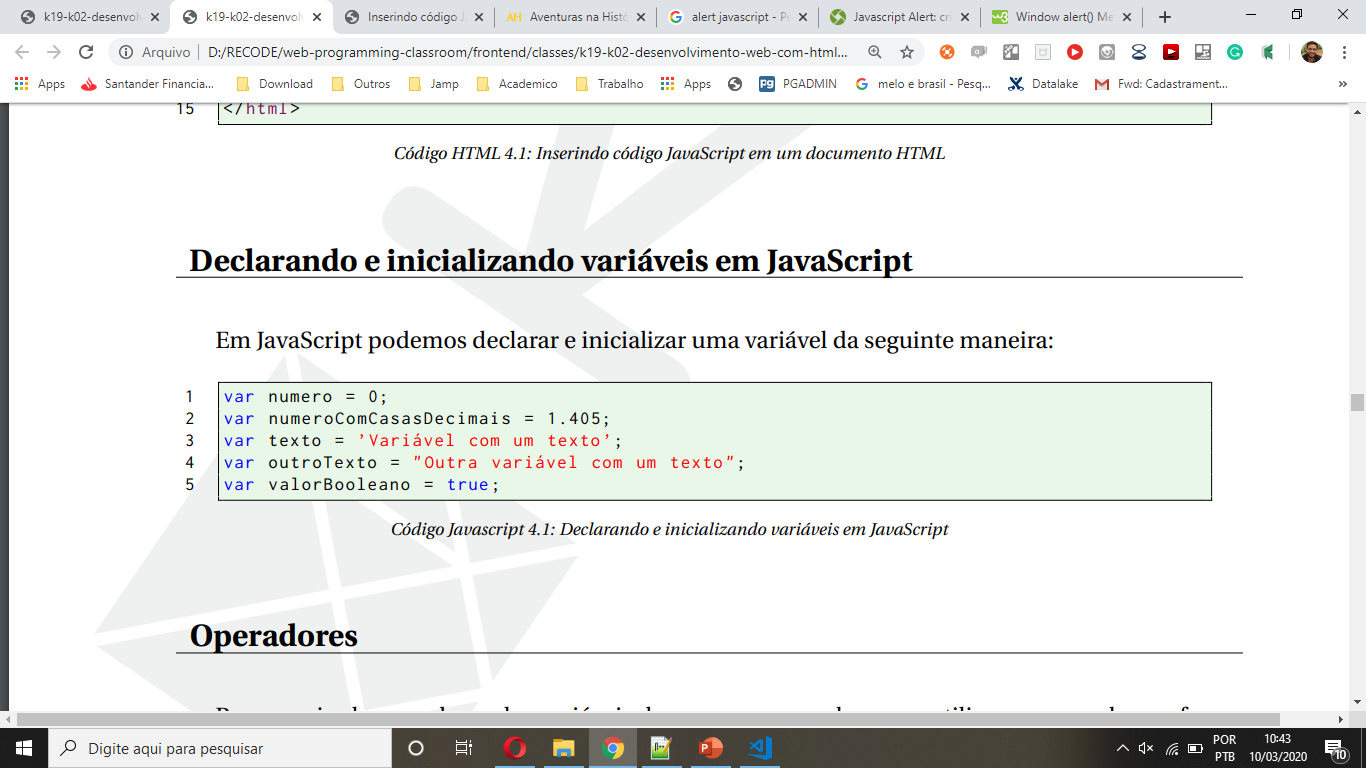 k19-k02-desenvolv
k19-k02-desenvol
Inserindo código J
AH Aventuras na Histó
alert javascript - Pe
Javascript Alert: cr
Window alert() Me
Arquivo
D:/RECODE/web-programming-classroom/frontend/classes/k19-k02-desenvolvimento-web-com-html...
Apps
Santander Financia...
Download
Outros
Jamp
Academico
Trabalho
Apps
pg PGADMIN
melo e brasil - Pesq...
Datalake
Fwd: Cadastrament...
»
15 </html>
Código HTML 4.1: Inserindo código JavaScript em um documento HTML
Declarando e inicializando variáveis em JavaScript
Em JavaScript podemos declarar e inicializar uma variável da seguinte maneira:
1 var numero = 0;
2 var numeroComCasasDecimais = 1.405;
3 var texto = 'Variável com um texto';
4 var outroTexto = "Outra variável com um texto";
5 var valorBooleano = true;
Código Javascript 4.1: Declarando e inicializando variáveis em JavaScript
Operadores
Digite aqui para pesquisar
POR
PTB
10:43
10/03/2020
10